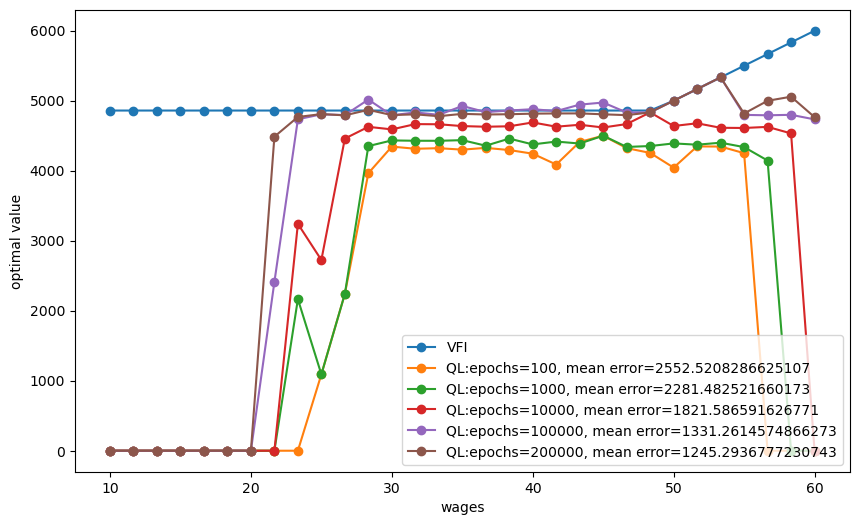 6000
5000
4000
3000
2000
1000
0
optimal value
10
20
30
40
50
60
wages
VFI
QL:epochs=100, mean error=2552.5208286625107
QL:epochs=1000, mean error=2281.482521660173
QL:epochs=10000, mean error=1821.586591626771
QL:epochs=100000, mean error=1331.2614574866273
QL:epochs=200000, mean error=1245.2936777230743